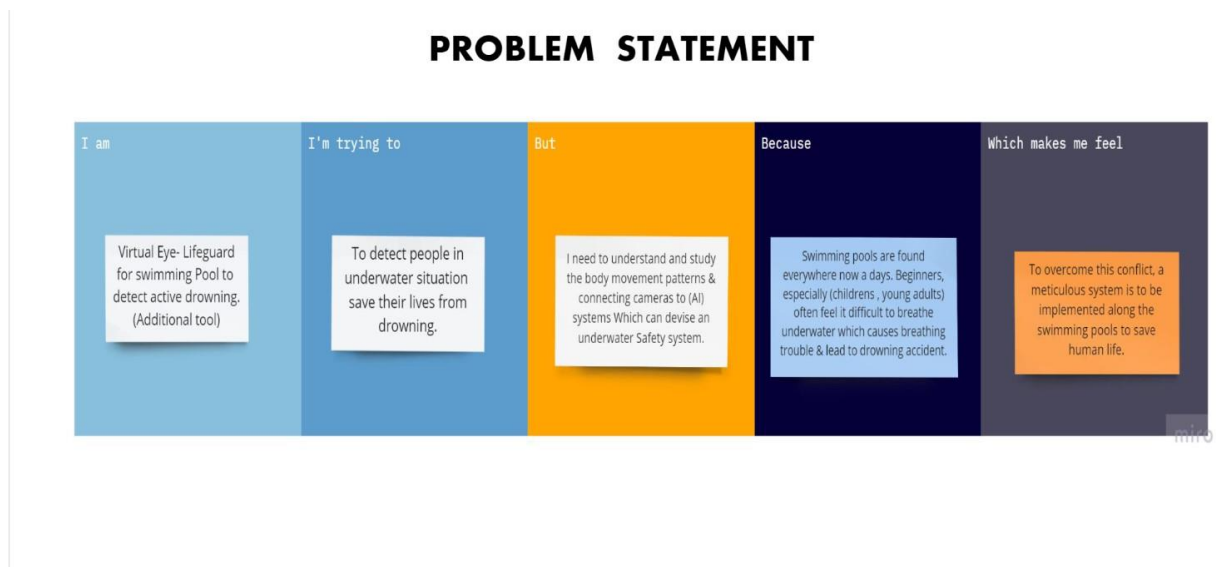 PROBLEM STATEMENT
I am
Virtual Eye- Lifeguard
for swimming Pool to
detect active drowning.
(Additional tool)
I'm trying to
To detect people in
underwater situation
save their lives from
drowning.
But
I need to understand and study
the body movement patterns &
connecting cameras to (AI)
systems Which can devise an
underwater Safety system.
Because
Swimming pools are found
everywhere now a days. Beginners,
especially (childrens , young adults)
often feel it difficult to breathe
underwater which causes breathing
trouble & lead to drowning accident.
Which makes me feel
To overcome this conflict, a
meticulous system is to be
implemented along the
swimming pools to save
human life.
miro